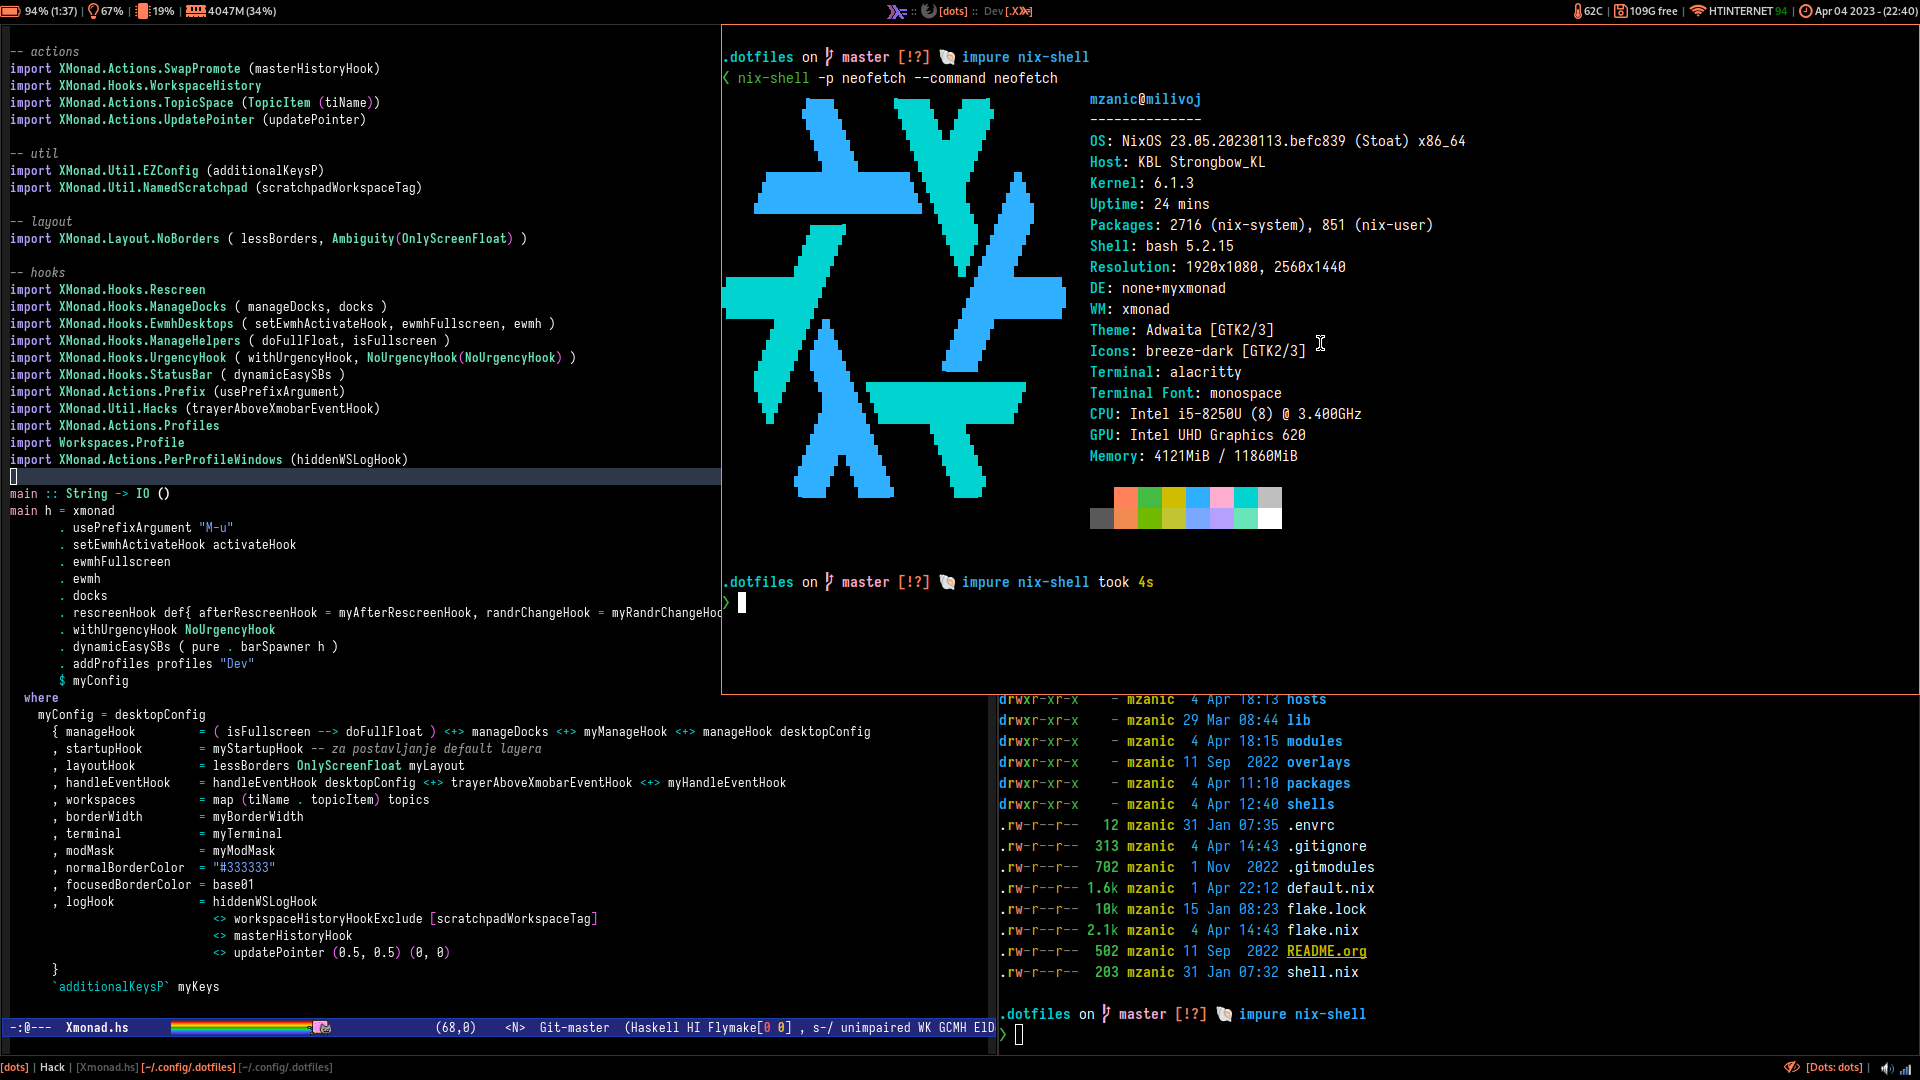 94% (1:37) | 67% | 19% | 4047M (34%)
:: [dots] :: Dev [.X
62C | 109G free | HTINTERNET 94 | Apr 04 2023 - (22:40)
-- actions
import XMonad.Actions.SwapPromote (masterHistoryHook)
import XMonad.Hooks.WorkspaceHistory
import XMonad.Actions.TopicSpace (TopicItem (tiName))
import XMonad.Actions.UpdatePointer (updatePointer)
-- util
import XMonad.Util.EZConfig (additionalKeysP)
import XMonad.Util.NamedScratchpad (scratchpadWorkspaceTag)
-- layout
import XMonad.Layout.NoBorders ( lessBorders, Ambiguity(OnlyScreenFloat) )
-- hooks
import XMonad.Hooks.Rescreen
import XMonad.Hooks.ManageDocks ( manageDocks, docks )
import XMonad.Hooks.EwmhDesktops ( setEwmhActivateHook, ewmhFullscreen, ewmh )
import XMonad.Hooks.ManageHelpers ( doFullFloat, isFullscreen )
import XMonad.Hooks.UrgencyHook ( withUrgencyHook, NoUrgencyHook(NoUrgencyHook) )
import XMonad.Hooks.StatusBar ( dynamicEasySBs )
import XMonad.Actions.Prefix (usePrefixArgument)
import XMonad.Util.Hacks (trayerAboveXmobarEventHook)
import XMonad.Actions.Profiles
import Workspaces.Profile
import XMonad.Actions.PerProfileWindows (hiddenWSLogHook)
main :: String -> IO ()
main h = xmonad
. usePrefixArgument "M-u"
. setEwmhActivateHook activateHook
. ewmhFullscreen
. ewmh
. docks
. rescreenHook def{ afterRescreenHook = myAfterRescreenHook, randrChangeHook = myRandrChangeHoo
. withUrgencyHook NoUrgencyHook
. dynamicEasySBs ( pure . barSpawner h )
. addProfiles profiles "Dev"
$ myConfig
where
myConfig = desktopConfig
{ manageHook = ( isFullscreen --> doFullFloat ) <+> manageDocks <+> myManageHook <+> manageHook desktopConfig
, startupHook = myStartupHook -- za postavljanje default layera
, layoutHook = lessBorders OnlyScreenFloat myLayout
, handleEventHook = handleEventHook desktopConfig <+> trayerAboveXmobarEventHook <+> myHandleEventHook
, workspaces = map (tiName . topicItem) topics
, borderWidth = myBorderWidth
, terminal = myTerminal
, modMask = myModMask
, normalBorderColor = "#333333"
, focusedBorderColor = base01
, logHook = hiddenWSLogHook
<> workspaceHistoryHookExclude [scratchpadWorkspaceTag]
<> masterHistoryHook
<> updatePointer (0.5, 0.5) (0, 0)
}
`additionalKeysP` myKeys
-:@--- Xmonad.hs (68,0) <N> Git-master (Haskell HI Flymake[0 0] , s-/ unimpaired WK GCMH ElD
.dotfiles on master [!?] impure nix-shell
❮ nix-shell -p neofetch --command neofetch
mzanic@milivoj
--------------
OS: NixOS 23.05.20230113.befc839 (Stoat) x86_64
Host: KBL Strongbow_KL
Kernel: 6.1.3
Uptime: 24 mins
Packages: 2716 (nix-system), 851 (nix-user)
Shell: bash 5.2.15
Resolution: 1920x1080, 2560x1440
DE: none+myxmonad
WM: xmonad
Theme: Adwaita [GTK2/3]
Icons: breeze-dark [GTK2/3]
Terminal: alacritty
Terminal Font: monospace
CPU: Intel i5-8250U (8) @ 3.400GHz
GPU: Intel UHD Graphics 620
Memory: 4121MiB / 11860MiB
.dotfiles on master [!?] impure nix-shell took 4s
❯
drwxr-xr-x - mzanic 4 Apr 18:13 hosts
drwxr-xr-x - mzanic 29 Mar 08:44 lib
drwxr-xr-x - mzanic 4 Apr 18:15 modules
drwxr-xr-x - mzanic 11 Sep 2022 overlays
drwxr-xr-x - mzanic 4 Apr 11:10 packages
drwxr-xr-x - mzanic 4 Apr 12:40 shells
.rw-r--r-- 12 mzanic 31 Jan 07:35 .envrc
.rw-r--r-- 313 mzanic 4 Apr 14:43 .gitignore
.rw-r--r-- 702 mzanic 1 Nov 2022 .gitmodules
.rw-r--r-- 1.6k mzanic 1 Apr 22:12 default.nix
.rw-r--r-- 10k mzanic 15 Jan 08:23 flake.lock
.rw-r--r-- 2.1k mzanic 4 Apr 14:43 flake.nix
.rw-r--r-- 502 mzanic 11 Sep 2022 README.org
.rw-r--r-- 203 mzanic 31 Jan 07:32 shell.nix
.dotfiles on master [!?] impure nix-shell
❯
[dots] | Hack | [Xmonad.hs] [~/.config/.dotfiles] [~/.config/.dotfiles]
[Dots: dots] |